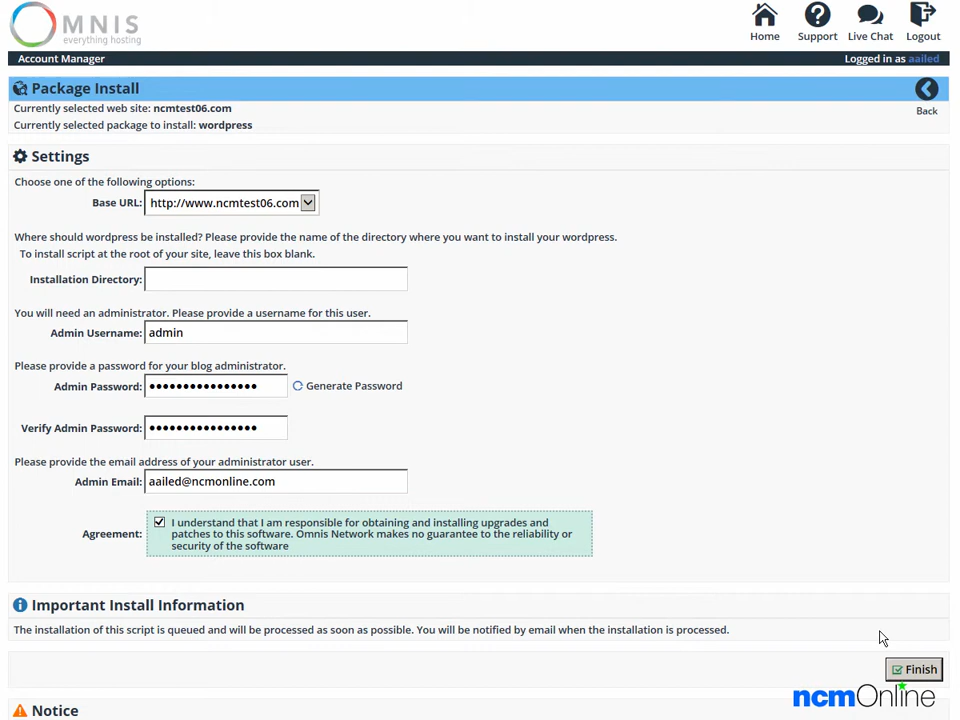 OMNIS
everything hosting
Home
Support
Live Chat
Logout
Account Manager
Logged in as aailed
Package Install
Back
Currently selected web site: ncmtest06.com
Currently selected package to install: wordpress
Settings
Choose one of the following options:
Base URL: http://www.ncmtest06.com
Where should wordpress be installed? Please provide the name of the directory where you want to install your wordpress.
To install script at the root of your site, leave this box blank.
Installation Directory:
You will need an administrator. Please provide a username for this user.
Admin Username: admin
Please provide a password for your blog administrator.
Admin Password: •••••••••••••••• Generate Password
Verify Admin Password: ••••••••••••••••
Please provide the email address of your administrator user.
Admin Email: aailed@ncmonline.com
Agreement:
I understand that I am responsible for obtaining and installing upgrades and
patches to this software. Omnis Network makes no guarantee to the reliability or
security of the software
Important Install Information
The installation of this script is queued and will be processed as soon as possible. You will be notified by email when the installation is processed.
Finish
ncmOnline
Notice